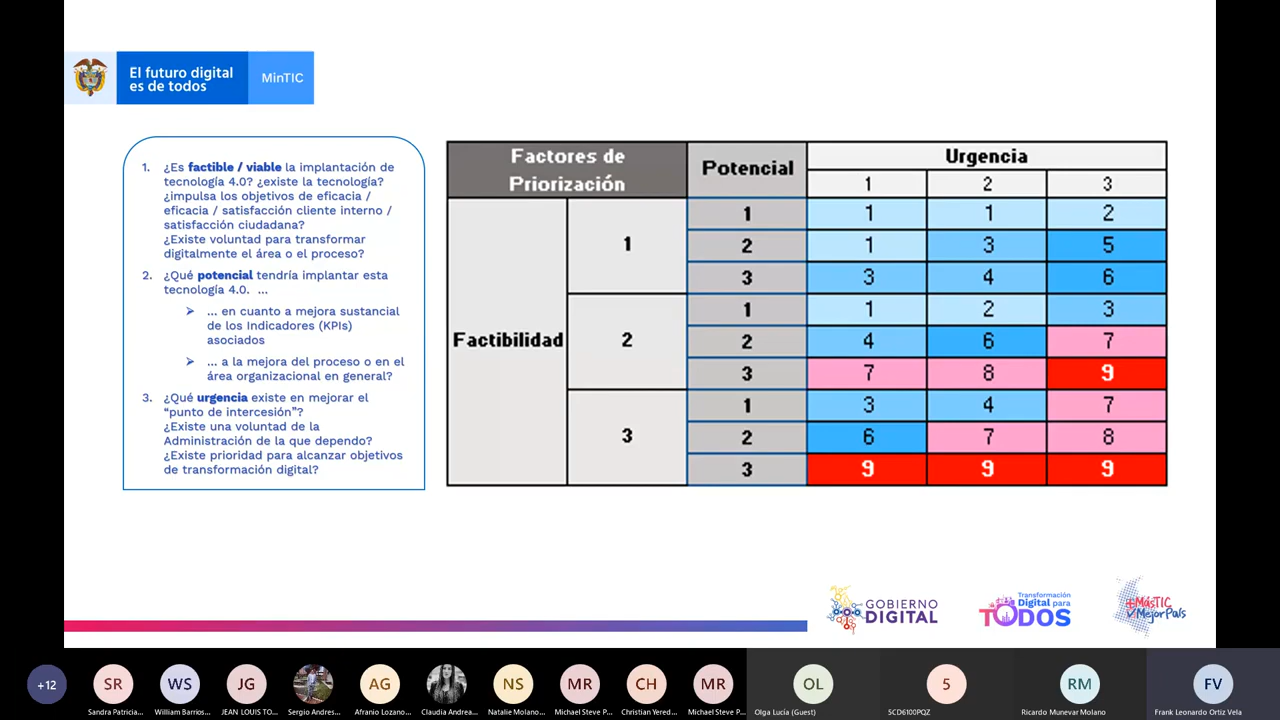 El futuro digital
es de todos
MinTIC
1. ¿Es factible / viable la implantación de
tecnología 4.0? ¿existe la tecnología?
¿impulsa los objetivos de eficacia /
eficacia / satisfacción cliente interno /
satisfacción ciudadana?
¿Existe voluntad para transformar
digitalmente el área o el proceso?
2. ¿Qué potencial tendría implantar esta
tecnología 4.0. ...
... en cuanto a mejora sustancial
de los Indicadores (KPIs)
asociados
... a la mejora del proceso o en el
área organizacional en general?
3. ¿Qué urgencia existe en mejorar el
“punto de intercesión”?
¿Existe una voluntad de la
Administración de la que dependo?
¿Existe prioridad para alcanzar objetivos
de transformación digital?
Factores de
Priorización
Potencial
Urgencia
1 2 3
Factibilidad
1
1 1 1 2
2 1 3 5
3 3 4 6
2
1 1 2 3
2 4 6 7
3 7 8 9
3
1 3 4 7
2 6 7 8
3 9 9 9
GOBIERNO
DIGITAL
Transformación
Digital para
TODOS
+MásTIC
MejorPaís
+12
SR
WS
JG
AG
NS
MR
CH
MR
OL
5
RM
FV
Sandra Patricia...
William Barrios...
JEAN LOUIS TO...
Sergio Andres...
Afranio Lozano...
Claudia Andrea...
Natalie Molano...
Michael Steve P...
Christian Yered...
Michael Steve P...
Olga Lucía (Guest)
SCD6100PQZ
Ricardo Munevar Molano
Frank Leonardo Ortiz Vela